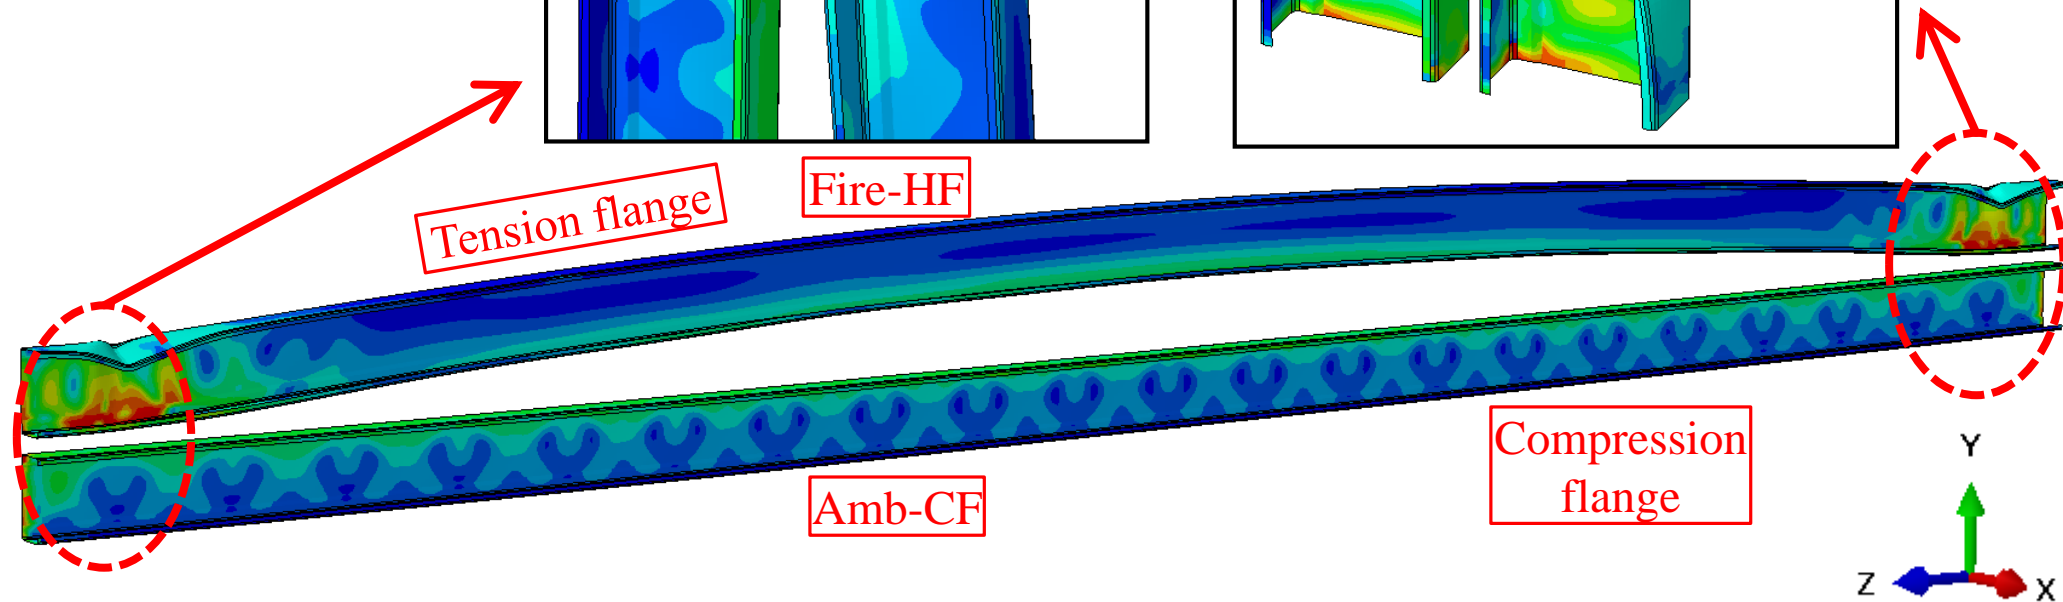 Fire-HF
Tension flange
Amb-CF
Compression
flange
Y
Z
X